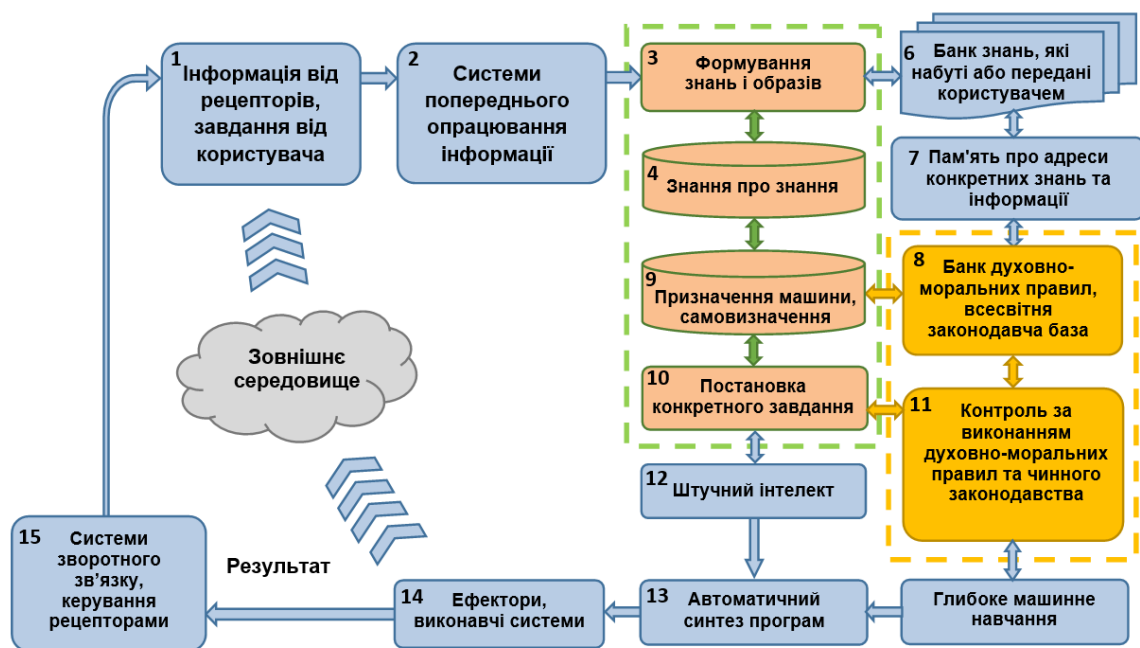 1
Інформація від
рецепторів,
завдання від
користувача
2
Системи
попереднього
опрацювання
інформації
3
Формування
знань і образів
6
Банк знань, які
набуті або передані
користувачем
4
Знання про знання
7
Пам'ять про адреси
конкретних знань та
інформації
9
Призначення машини,
самовизначення
8
Банк духовно-
моральних правил,
всесвітня
законодавча база
Зовнішнє
середовище
10
Постановка
конкретного завдання
11
Контроль за
виконанням
духовно-моральних
правил та чинного
законодавства
12
Штучний інтелект
15
Системи
зворотного
зв’язку,
керування
рецепторами
Результат
14
Ефектори,
виконавчі системи
13
Автоматичний
синтез програм
Глибоке машинне
навчання